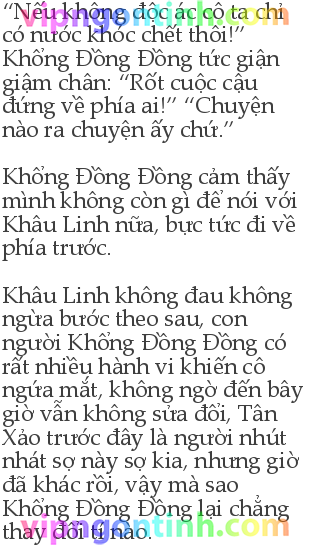 “Nếu không độc ác cô ta chỉ
có nước khóc chết thôi!”
Khổng Đồng Đồng tức giận
giậm chân: “Rốt cuộc cậu
đứng về phía ai!” “Chuyện
nào ra chuyện ấy chứ.”
Khổng Đồng Đồng cảm thấy
mình không còn gì để nói với
Khâu Linh nữa, bực tức đi về
phía trước.
Khâu Linh không đau không
ngừa bước theo sau, con
người Khổng Đồng Đồng có
rất nhiều hành vi khiến cô
ngứa mắt, không ngờ đến bây
giờ vẫn không sửa đổi, Tân
Xảo trước đây là người nhút
nhát sợ này sợ kia, nhưng giờ
đã khác rồi, vậy mà sao
Khổng Đồng Đồng lại chẳng
thay đổi tí nào.
vipngontinh.com
vipngontinh.com